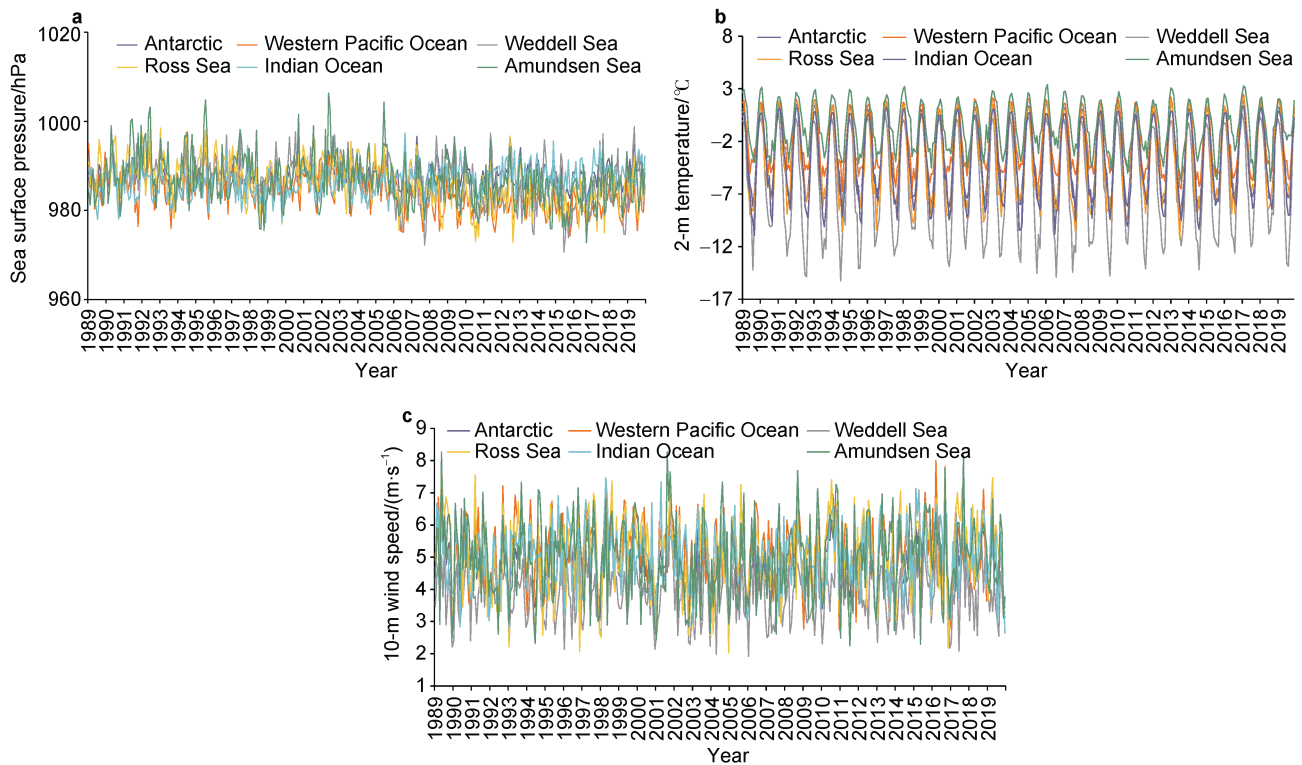 a
1020
1000
980
960
Sea surface pressure/hPa
Antarctic Western Pacific Ocean Weddell Sea
Ross Sea Indian Ocean Amundsen Sea
1989 1990 1991 1992 1993 1994 1995 1996 1997 1998 1999 2000 2001 2002 2003 2004 2005 2006 2007 2008 2009 2010 2011 2012 2013 2014 2015 2016 2017 2018 2019
Year
b
8
3
−2
−7
−12
−17
2-m temperature/℃
Antarctic Western Pacific Ocean Weddell Sea
Ross Sea Indian Ocean Amundsen Sea
1989 1990 1991 1992 1993 1994 1995 1996 1997 1998 1999 2000 2001 2002 2003 2004 2005 2006 2007 2008 2009 2010 2011 2012 2013 2014 2015 2016 2017 2018 2019
Year
c
9
8
7
6
5
4
3
2
1
10-m wind speed/(m·s⁻¹)
Antarctic Western Pacific Ocean Weddell Sea
Ross Sea Indian Ocean Amundsen Sea
1989 1990 1991 1992 1993 1994 1995 1996 1997 1998 1999 2000 2001 2002 2003 2004 2005 2006 2007 2008 2009 2010 2011 2012 2013 2014 2015 2016 2017 2018 2019
Year